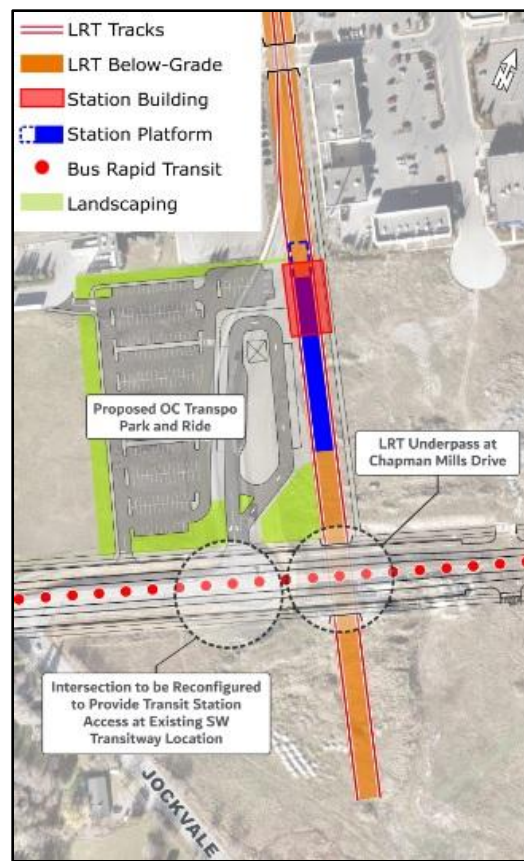 LRT Tracks
LRT Below-Grade
Station Building
Station Platform
Bus Rapid Transit
Landscaping
N
Proposed OC Transpo
Park and Ride
LRT Underpass at
Chapman Mills Drive
Intersection to be Reconfigured
to Provide Transit Station
Access at Existing SW
Transitway Location
JOCKVALE